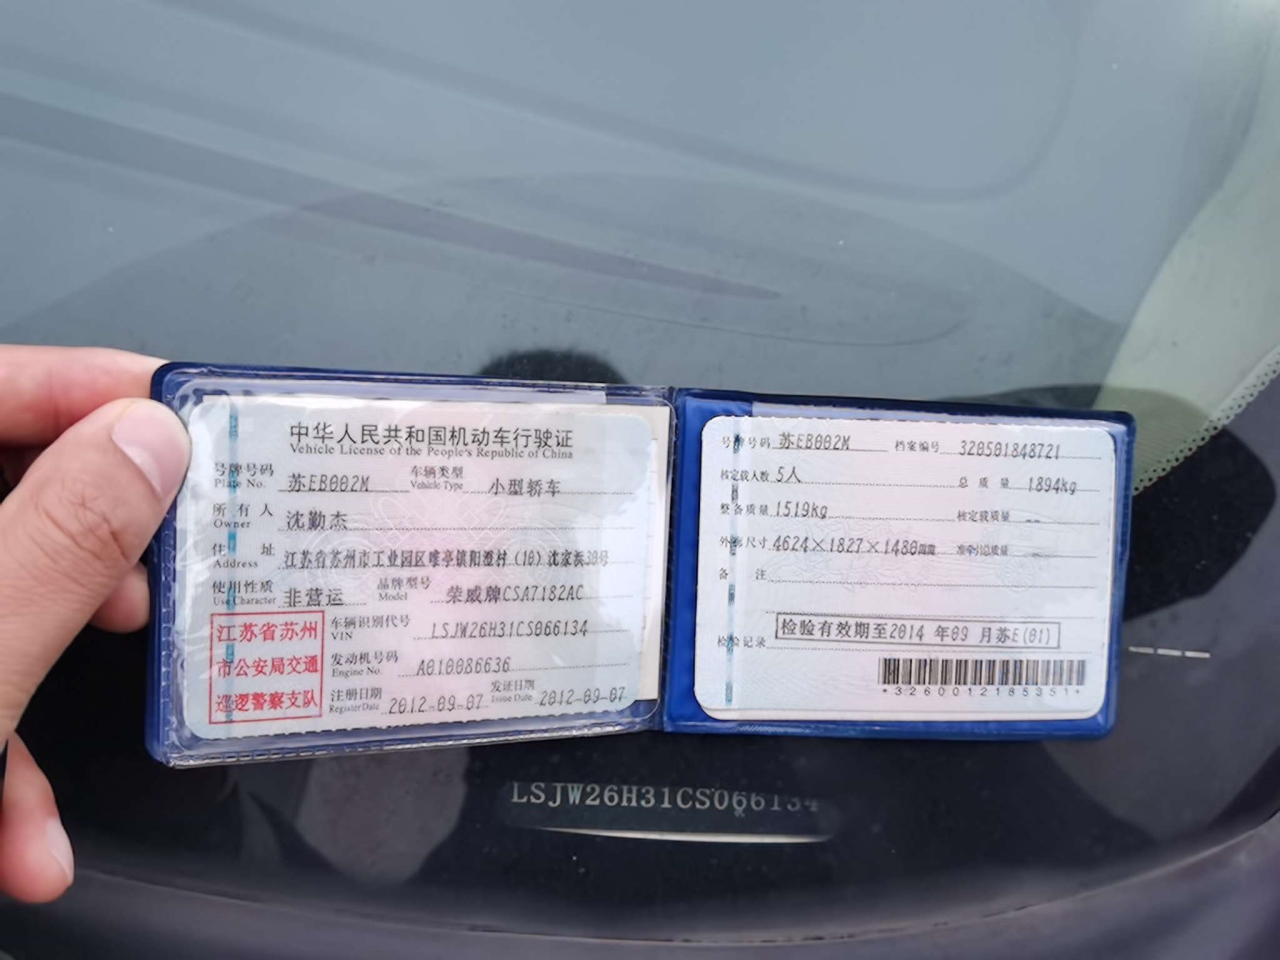 中华人民共和国机动车行驶证
Vehicle License of the People's Republic of China
号牌号码 苏EB002M 车辆类型 小型轿车
Plate No. Vehicle Type
所有人 沈勤杰
Owner
住址 江苏省苏州市工业园区唯亭镇阳澄村(10)沈家浜39号
Address
使用性质 非营运 品牌型号 荣威牌CSA7182AC
Use Character Model
江苏省苏州
市公安局交通
巡逻警察支队
车辆识别代号 LSJW26H31CS066134
VIN
发动机号码 A010086636
Engine No.
注册日期 2012-09-07 发证日期 2012-09-07
Register Date Issue Date
号牌号码 苏EB002M 档案编号 320501848721
核定载人数 5人 总质量 1894kg
整备质量 1519kg 核定载质量 --
外廓尺寸 4624×1827×1480mm 准牵引总质量
备注
检验记录 检验有效期至2014年09月苏E(01)
*3260012185351*
LSJW26H31CS066134